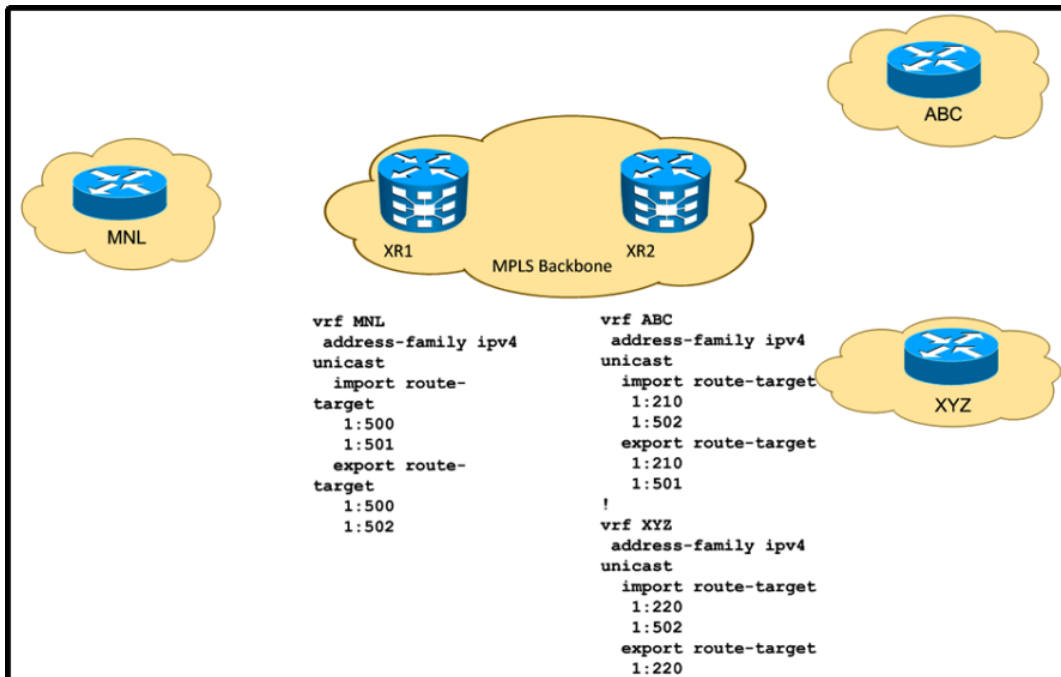 ABC
MNL
XR1
XR2
MPLS Backbone
XYZ
vrf MNL
address-family ipv4
unicast
import route-
target
1:500
1:501
export route-
target
1:500
1:502
vrf ABC
address-family ipv4
unicast
import route-target
1:210
1:502
export route-target
1:210
1:501
!
vrf XYZ
address-family ipv4
unicast
import route-target
1:220
1:502
export route-target
1:220